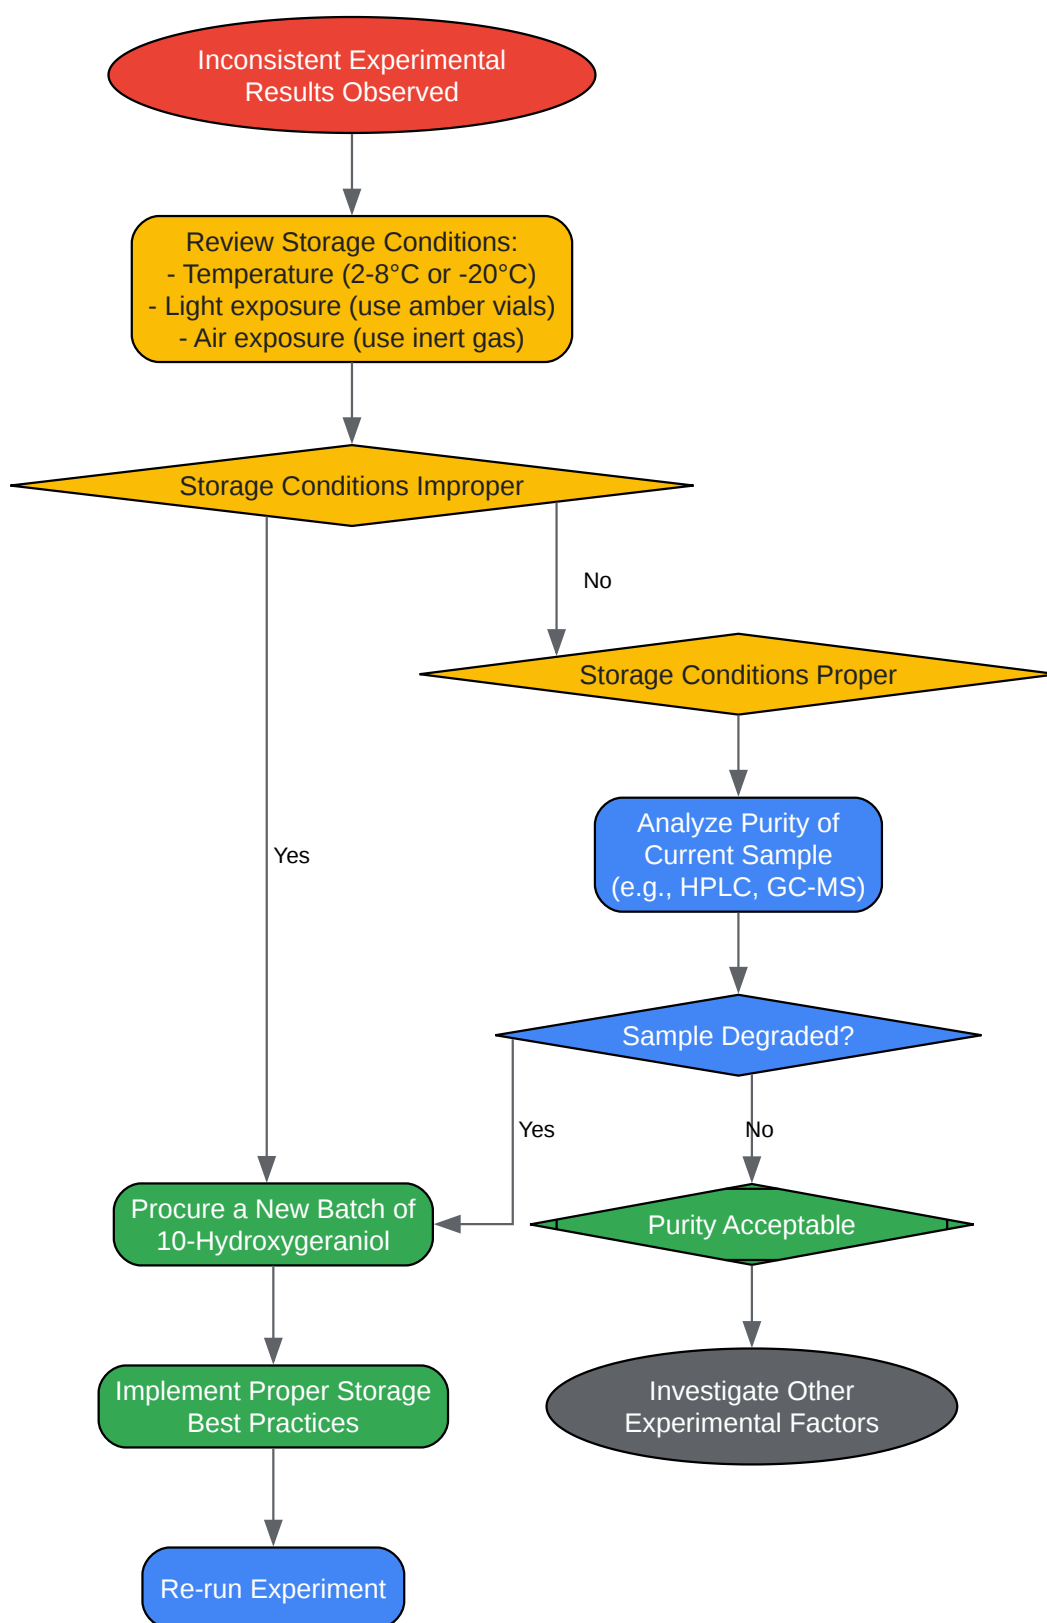 Inconsistent Experimental
Results Observed
Review Storage Conditions:
- Temperature (2-8°C or -20°C)
- Light exposure (use amber vials)
- Air exposure (use inert gas)
Storage Conditions Improper
No
Storage Conditions Proper
Analyze Purity of
Current Sample
(e.g., HPLC, GC-MS)
Yes
Sample Degraded?
Yes
No
Procure a New Batch of
10-Hydroxygeraniol
Purity Acceptable
Implement Proper Storage
Best Practices
Investigate Other
Experimental Factors
Re-run Experiment